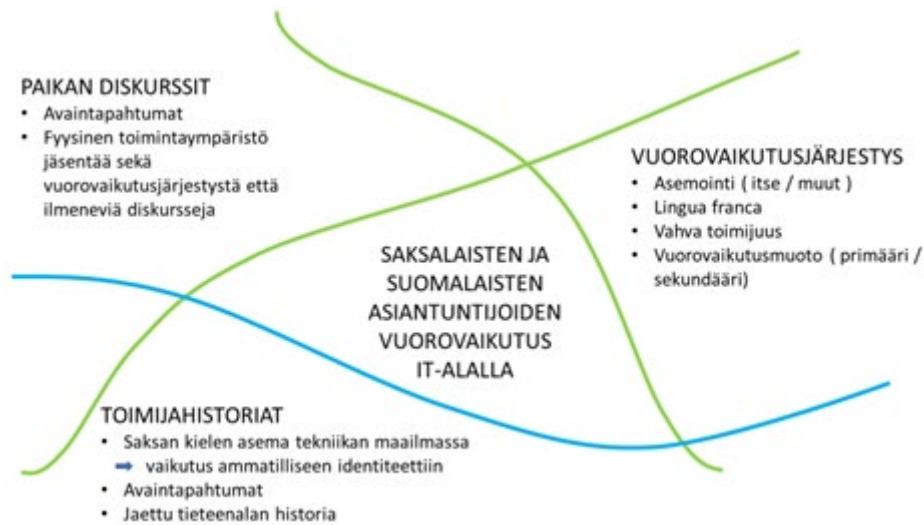 PAIKAN DISKURSSIT
• Avaintapahtumat
• Fyysinen toimintaympäristö
jäsentää sekä
vuorovaikutusjärjestystä että
ilmeneviä diskursseja
VUOROVAIKUTUSJÄRJESTYS
• Asemointi ( itse / muut )
• Lingua franca
• Vahva toimijuus
• Vuorovaikutusmuoto ( primääri /
sekundääri)
SAKSALAISTEN JA
SUOMALAISTEN
ASIANTUNTIJOIDEN
VUOROVAIKUTUS
IT-ALALLA
TOIMIJAHISTORIAT
• Saksan kielen asema tekniikan maailmassa
➡ vaikutus ammatilliseen identiteettiin
• Avaintapahtumat
• Jaettu tieteenalan historia